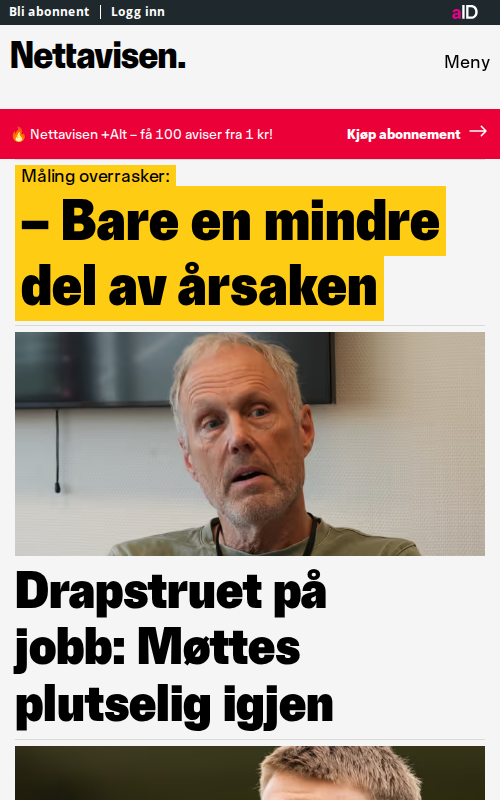 Bli abonnent | Logg inn
aID
Nettavisen.
Meny
🔥 Nettavisen +Alt – få 100 aviser fra 1 kr!
Kjøp abonnement →
Måling overrasker:
– Bare en mindre
del av årsaken
Drapstruet på
jobb: Møttes
plutselig igjen